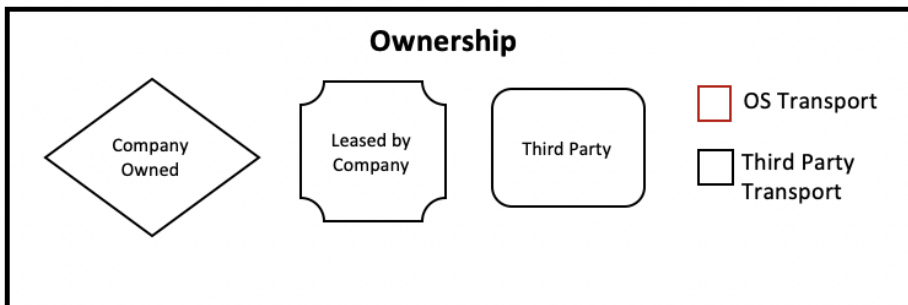 Ownership
Company
Owned
Leased by
Company
Third Party
OS Transport
Third Party
Transport